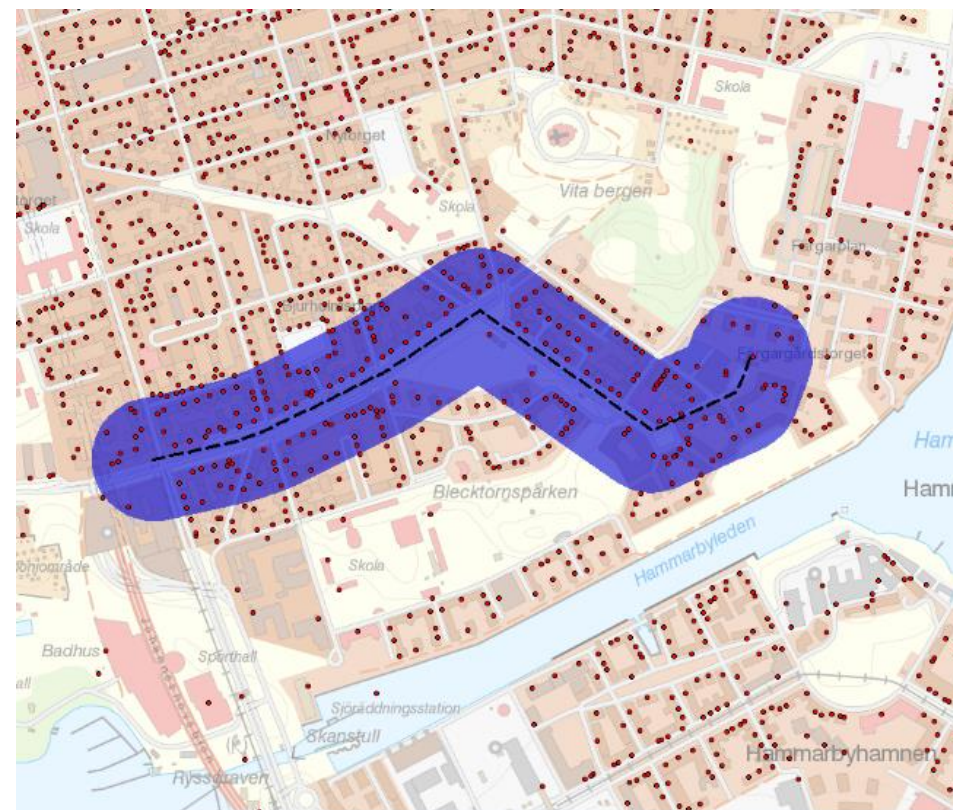 Skola
Nytorget
Vita bergen
torget
Skola
Skola
Färgarplan
Färgargårdstorget
Ham
Blecktornsparken
Hamm
Hammarbyleden
Skola
Badhus
Sporthall
all
Sjöräddningsstation
Skanstull
Hammarbyhamnen
Ryssgraven